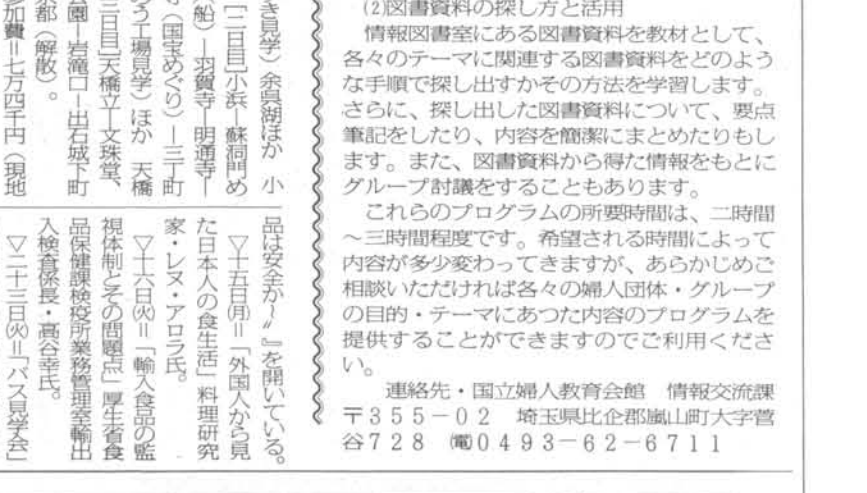 (2)図書資料の探し方と活用
情報図書室にある図書資料を教材として、
各々のテーマに関連する図書資料をどのよう
な手順で探し出すかその方法を学習します。
さらに、探し出した図書資料について、要点
筆記をしたり、内容を簡潔にまとめたりもし
ます。また、図書資料から得た情報をもとに
グループ討議をすることもあります。
これらのプログラムの所要時間は、二時間
〜三時間程度です。希望される時間によって
内容が多少変わってきますが、あらかじめご
相談いただければ各々の婦人団体・グループ
の目的・テーマにあつた内容のプログラムを
提供することができますのでご利用くださ
い。
連絡先・国立婦人教育会館 情報交流課
〒355−02 埼玉県比企郡嵐山町大字菅
谷728 ㈹0493−62−6711
き見学)余呉湖ほか 小
[二日目]小浜―蘇洞門め
船)―羽賀寺―明通寺―
(国宝めぐり)―三丁町
う工場見学)ほか 天橋
三日目]天橋立―文珠堂、
園―岩滝口―出石城下町
都(解散)。
加費=七万四千円(現地
品は安全か〜〃』を開いている。
▽十五日㈪=「外国人から見
た日本人の食生活」料理研究
家・レヌ・アロラ氏。
▽十六日㈫=「輸入食品の監
視体制とその問題点」厚生省食
品保健課検疫所業務管理室輸出
入検査係長・高谷幸氏。
▽二十三日㈫=「バス見学会」